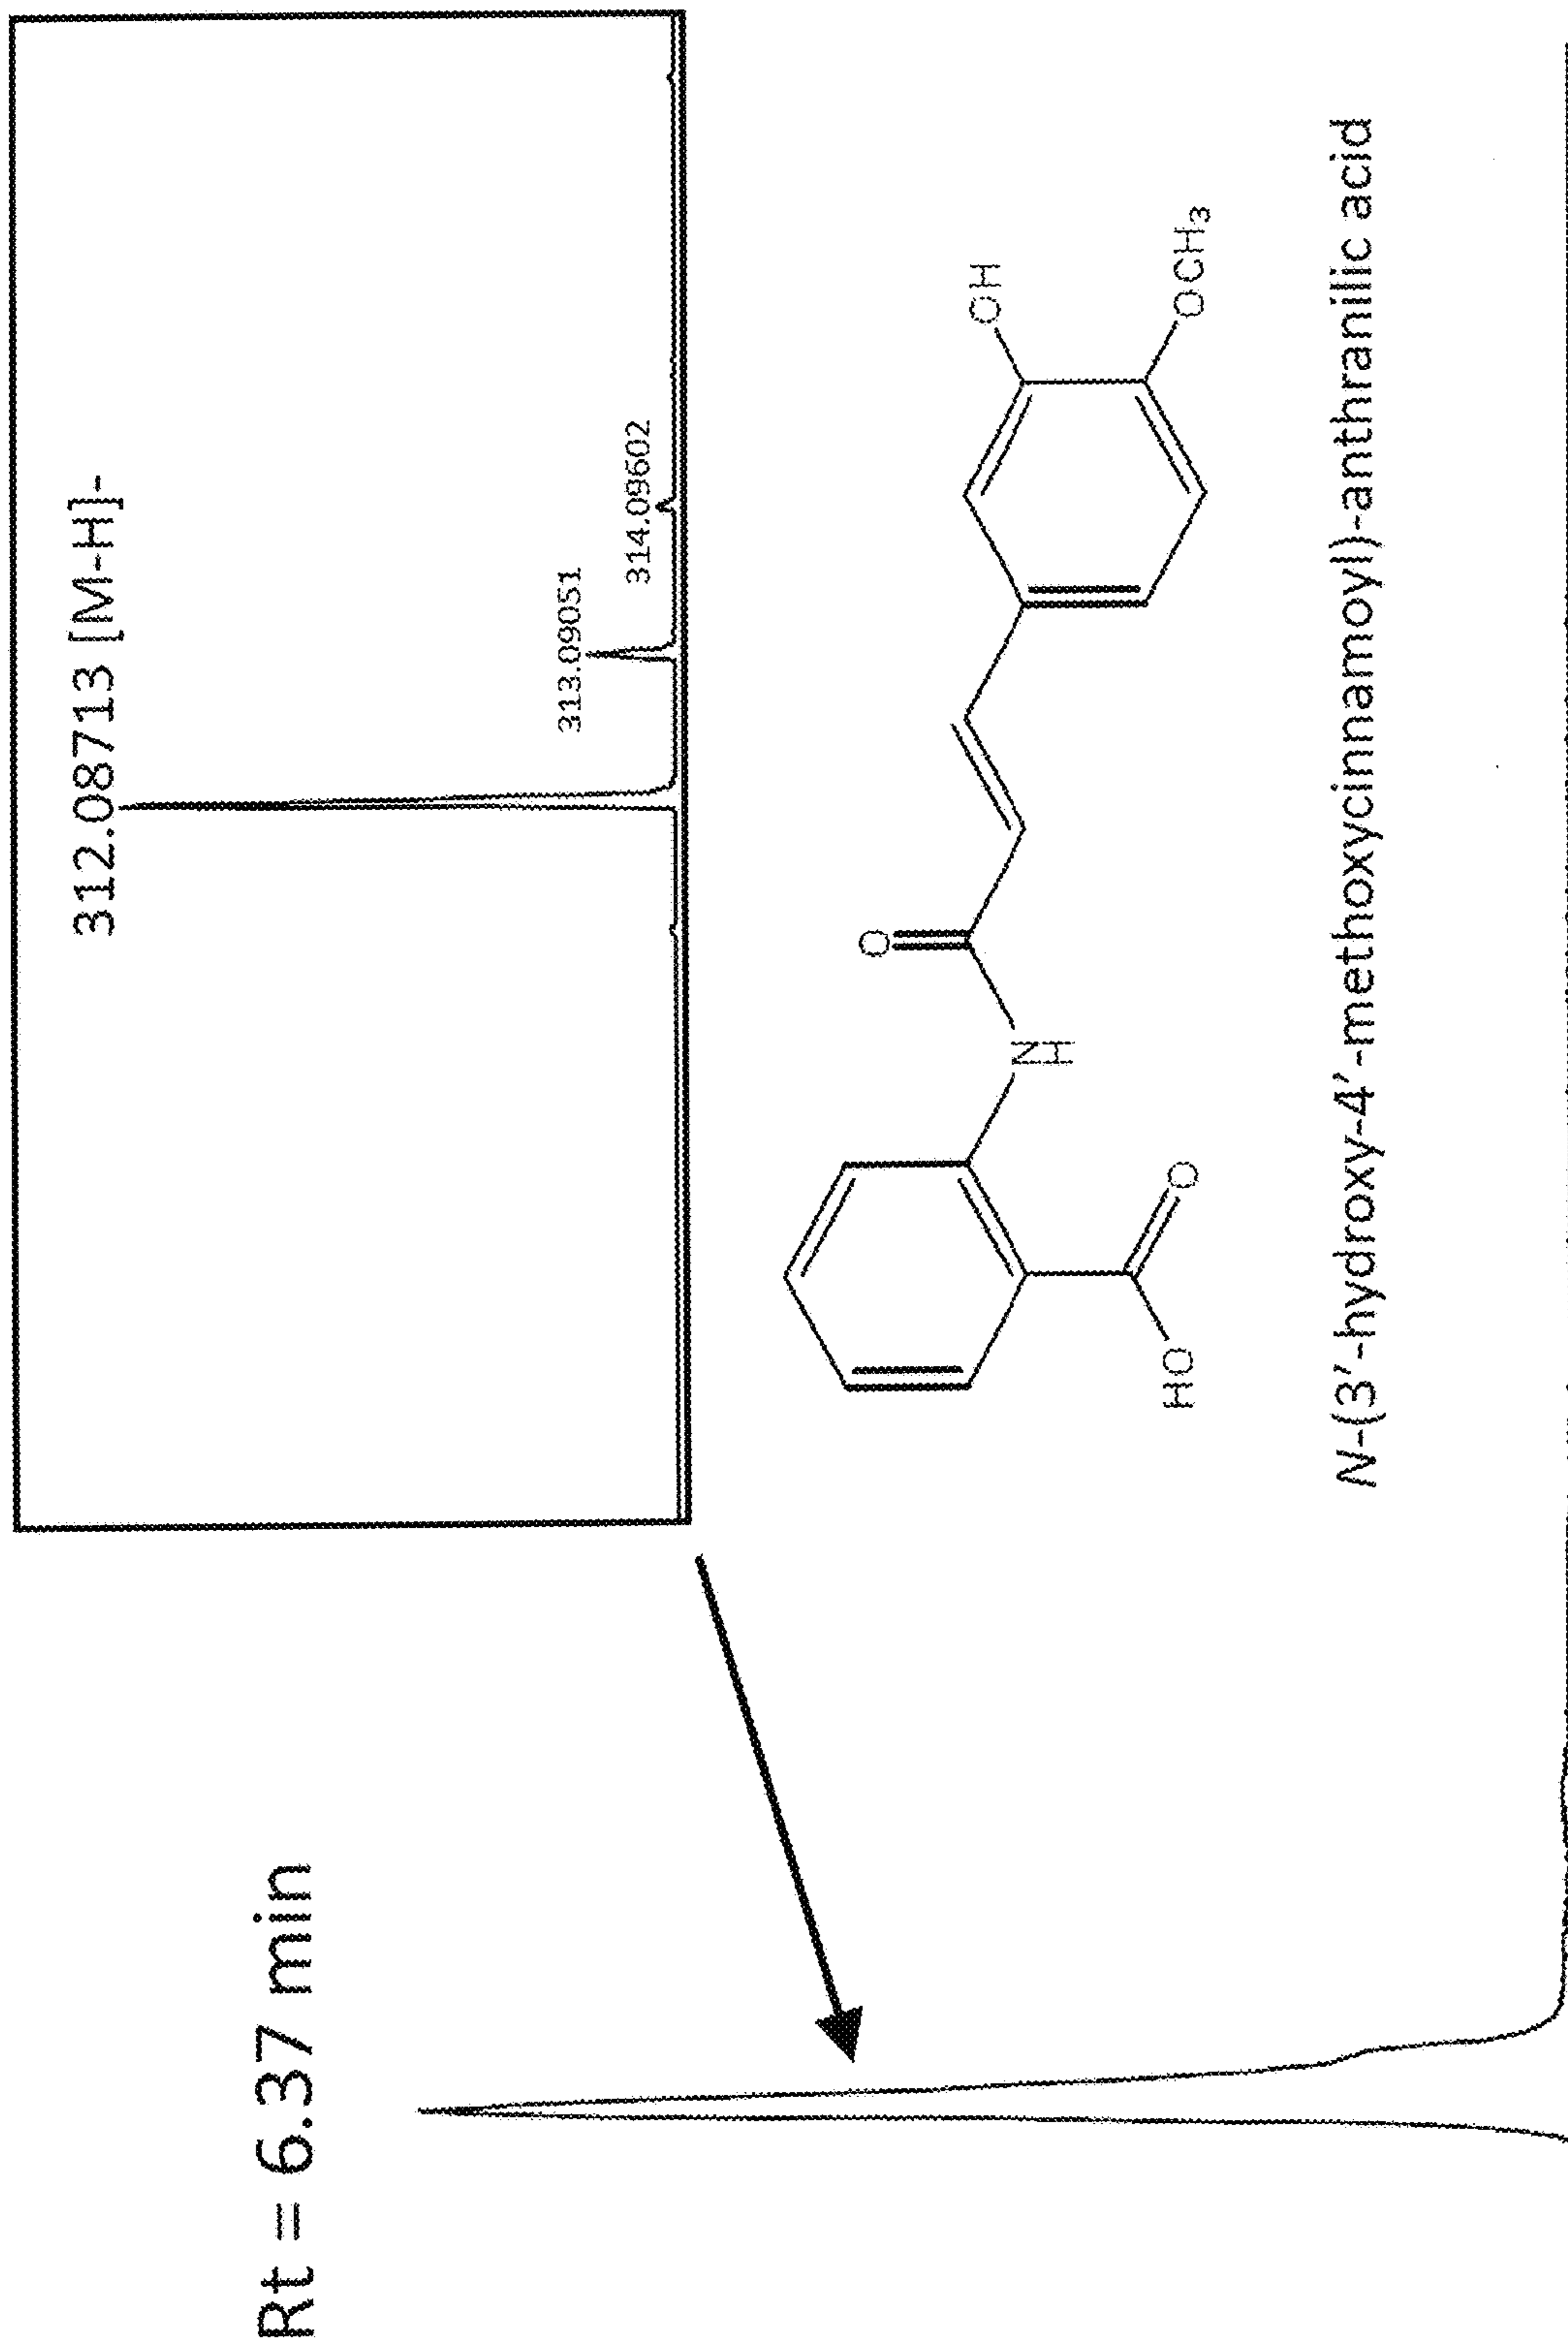 Rt = 6.37 min
312.08713 [M-H]-
313.09051
314.09602
O
OH
NH
OCH₃
HO
O
N-(3′-hydroxy-4′-methoxycinnamoyl)-anthranilic acid